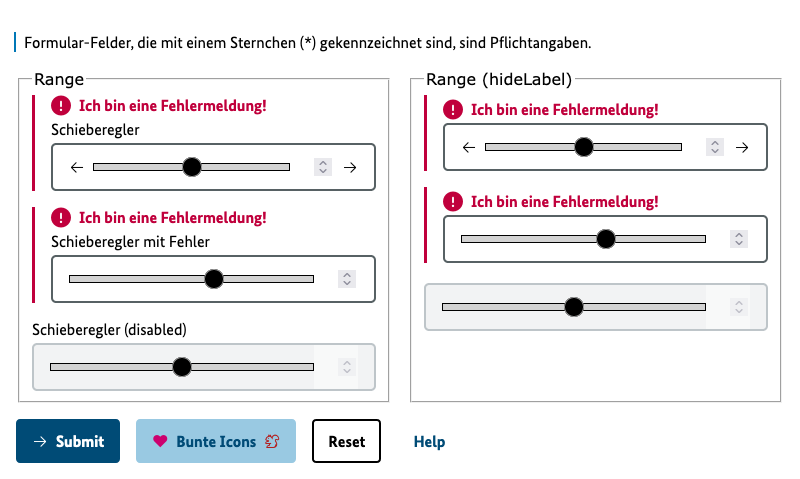 Formular-Felder, die mit einem Sternchen (*) gekennzeichnet sind, sind Pflichtangaben.
Range
Ich bin eine Fehlermeldung!
Schieberegler
Ich bin eine Fehlermeldung!
Schieberegler mit Fehler
Schieberegler (disabled)
Range (hideLabel)
Ich bin eine Fehlermeldung!
Ich bin eine Fehlermeldung!
→ Submit
Bunte Icons
Reset
Help